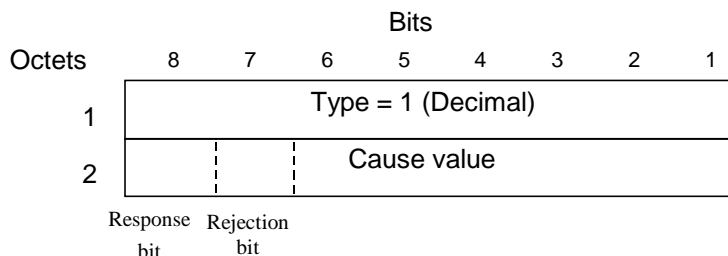 Bits
Octets 8 7 6 5 4 3 2 1
1 Type = 1 (Decimal)
2 Cause value
Response Rejection
bit bit